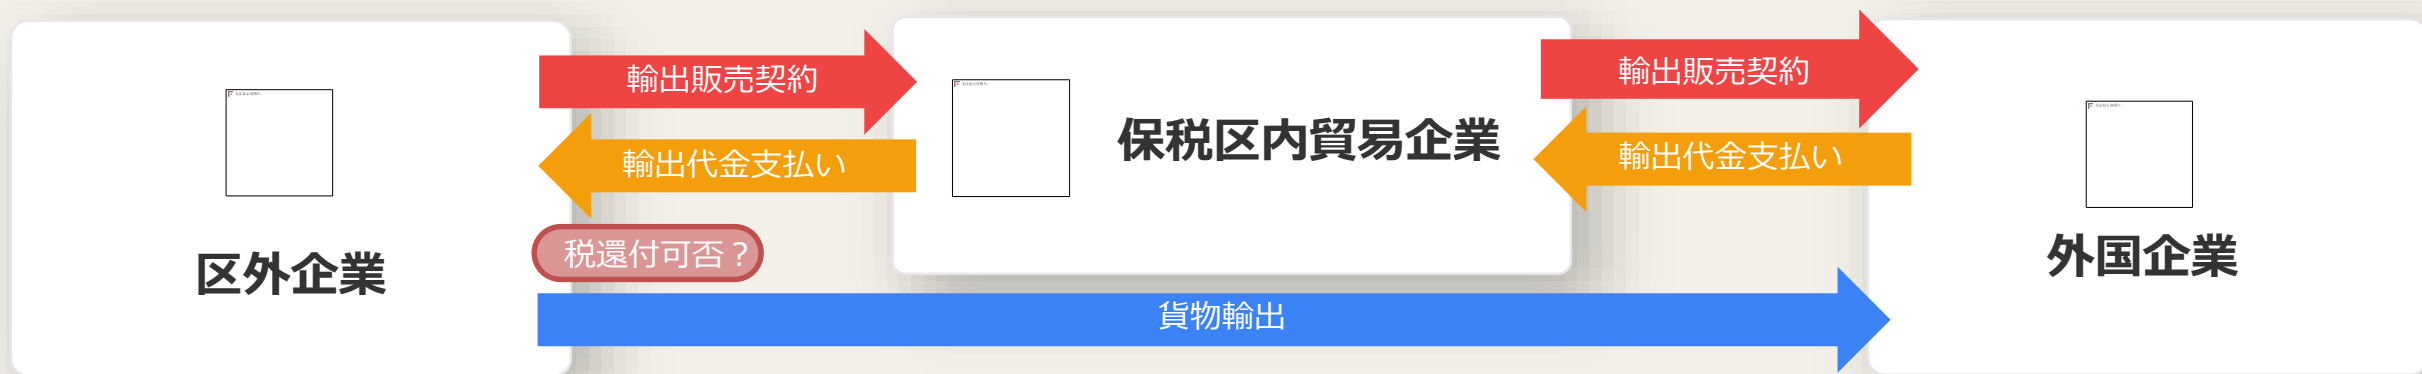 輸出販売契約
輸出販売契約
保税区内貿易企業
輸出代金支払い
輸出代金支払い
税還付可否？
区外企業
外国企業
貨物輸出